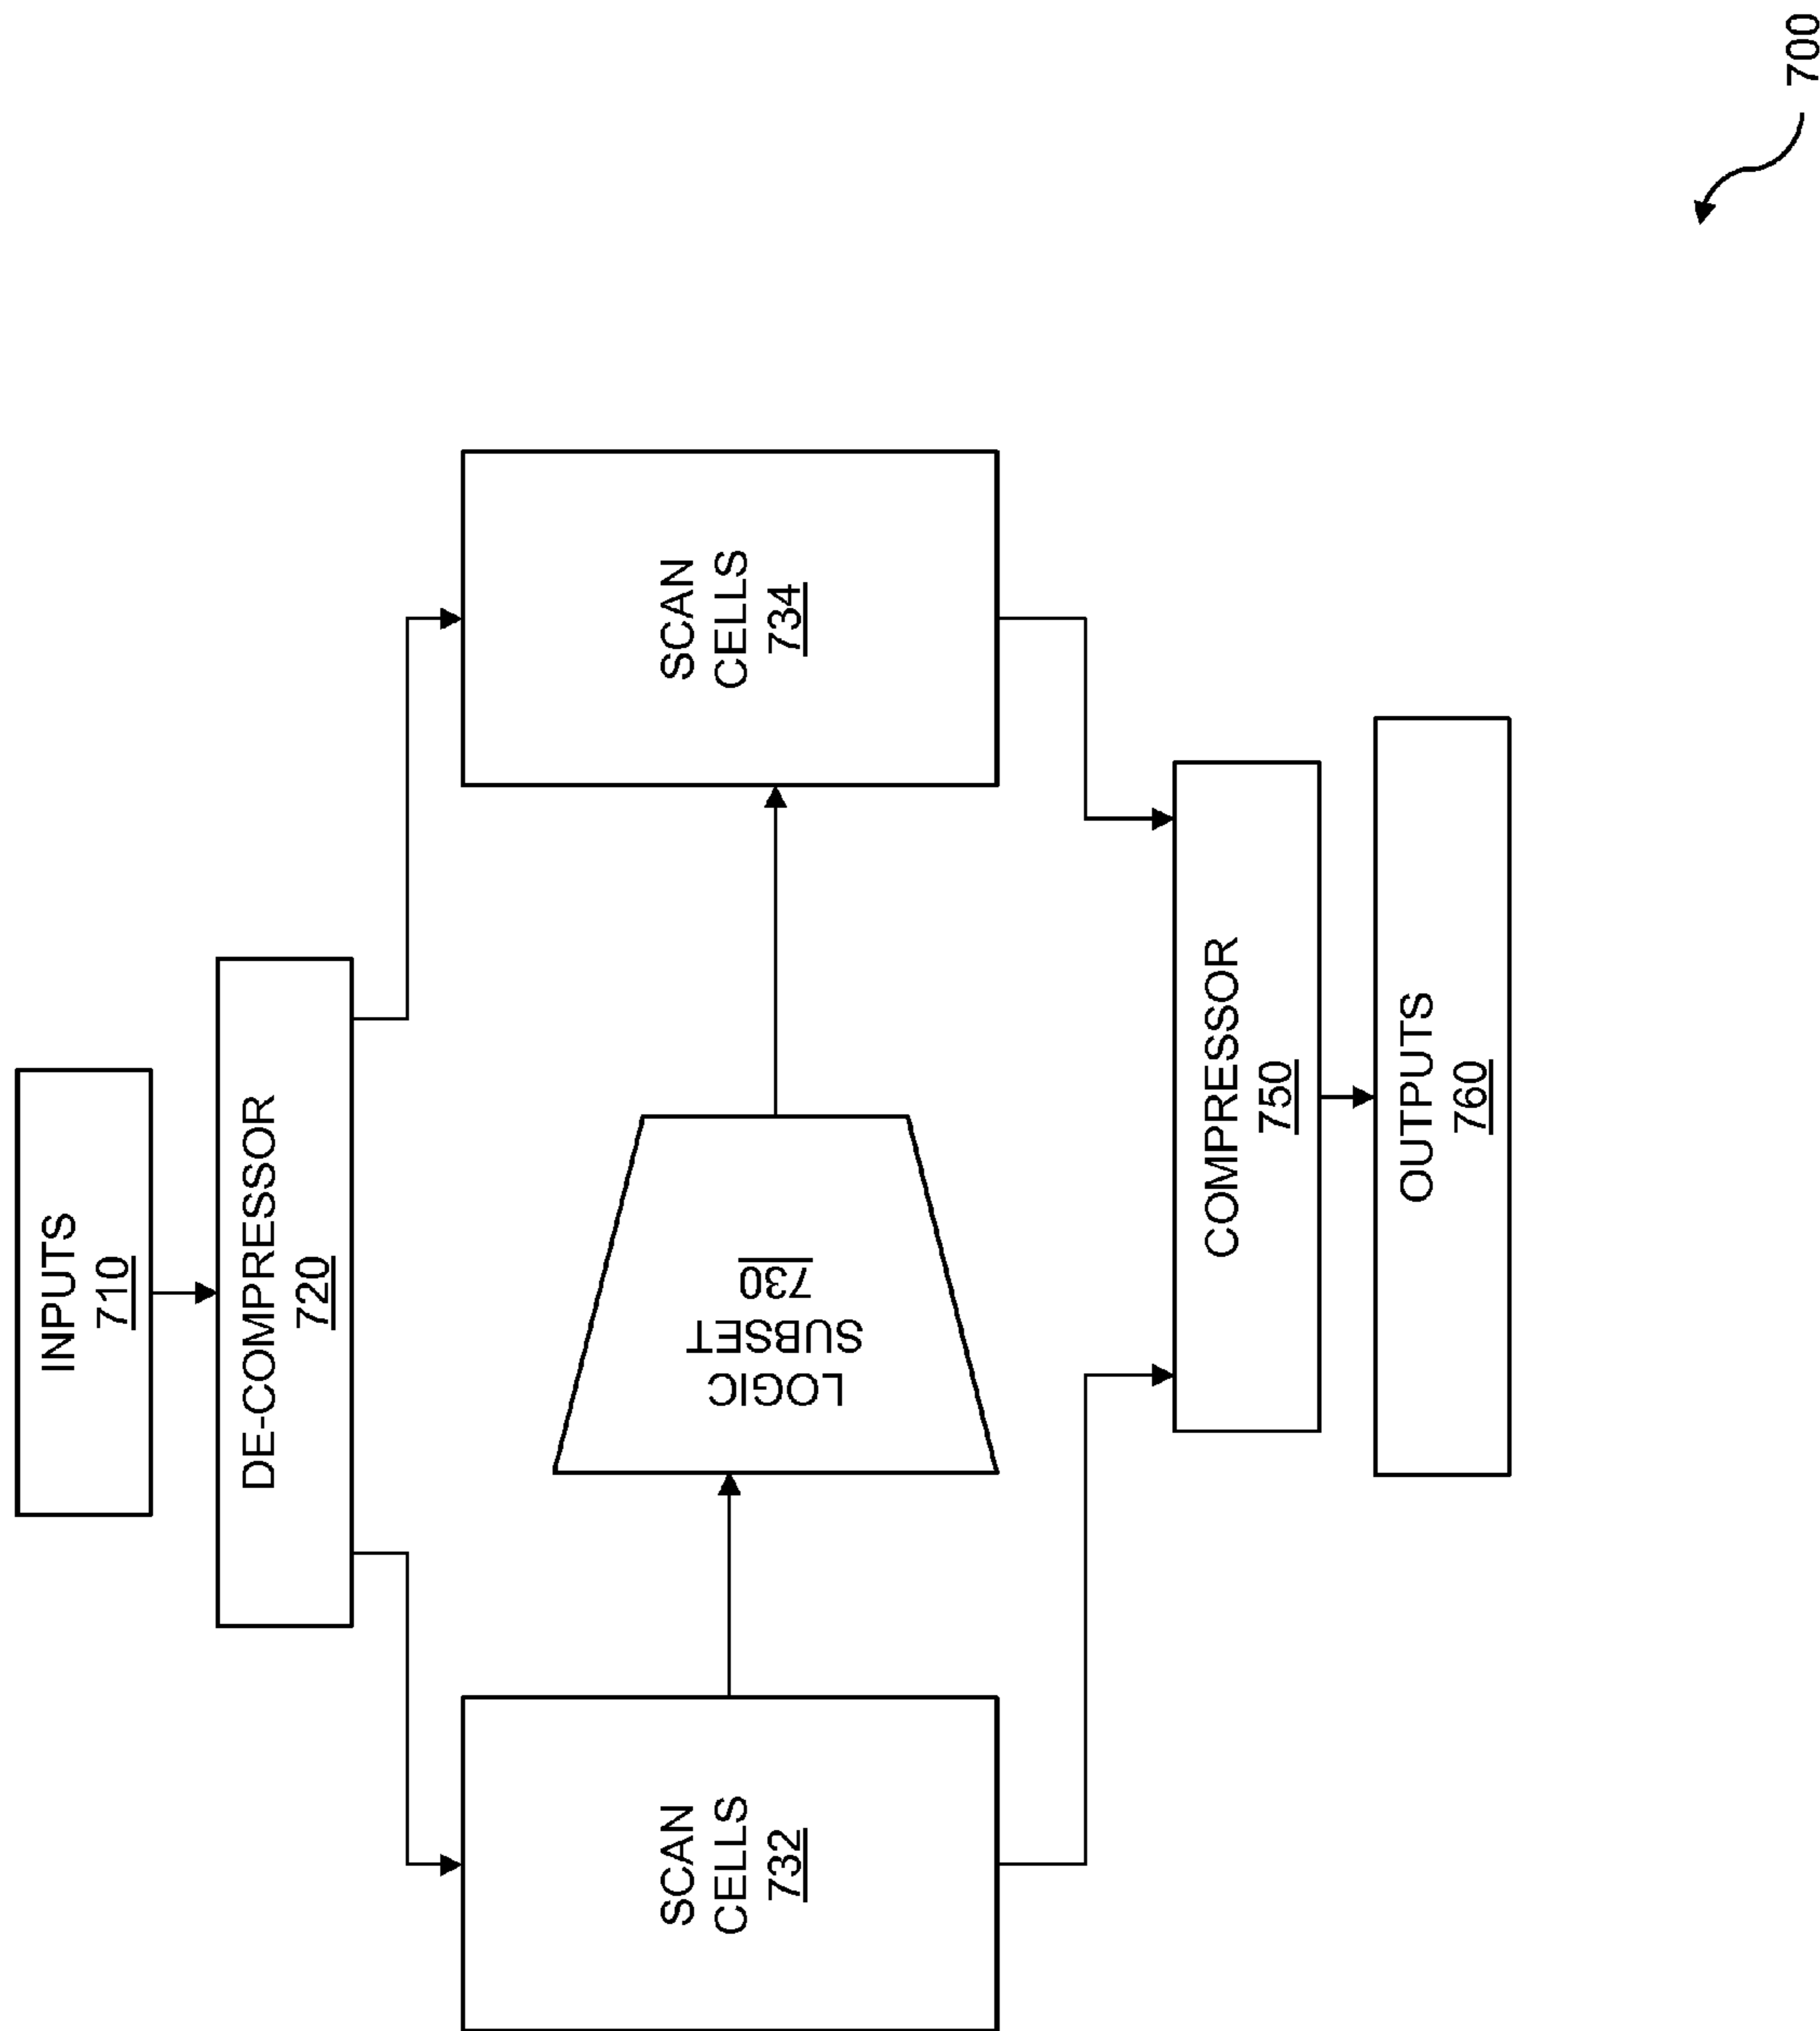 INPUTS
710
DE-COMPRESSOR
720
SCAN
CELLS
732
LOGIC
SUBSET
730
SCAN
CELLS
734
COMPRESSOR
750
OUTPUTS
760
700